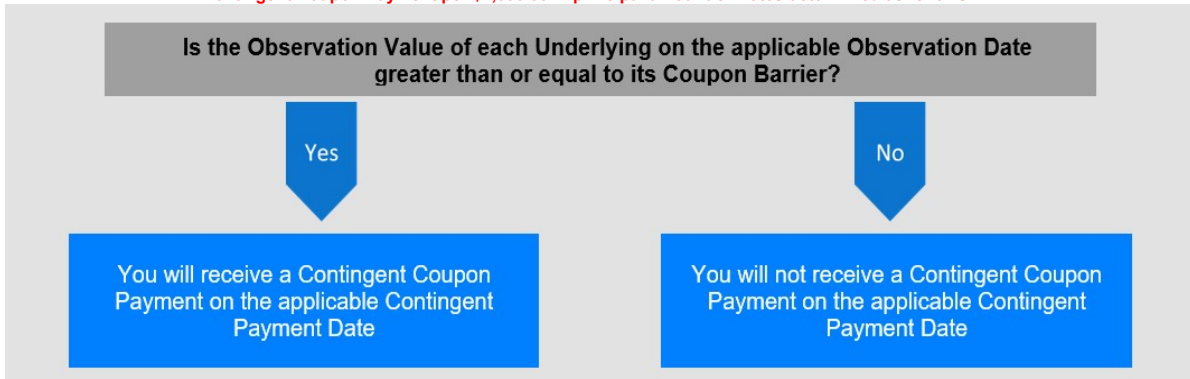 Is the Observation Value of each Underlying on the applicable Observation Date
greater than or equal to its Coupon Barrier?
Yes
No
You will receive a Contingent Coupon
Payment on the applicable Contingent
Payment Date
You will not receive a Contingent Coupon
Payment on the applicable Contingent
Payment Date